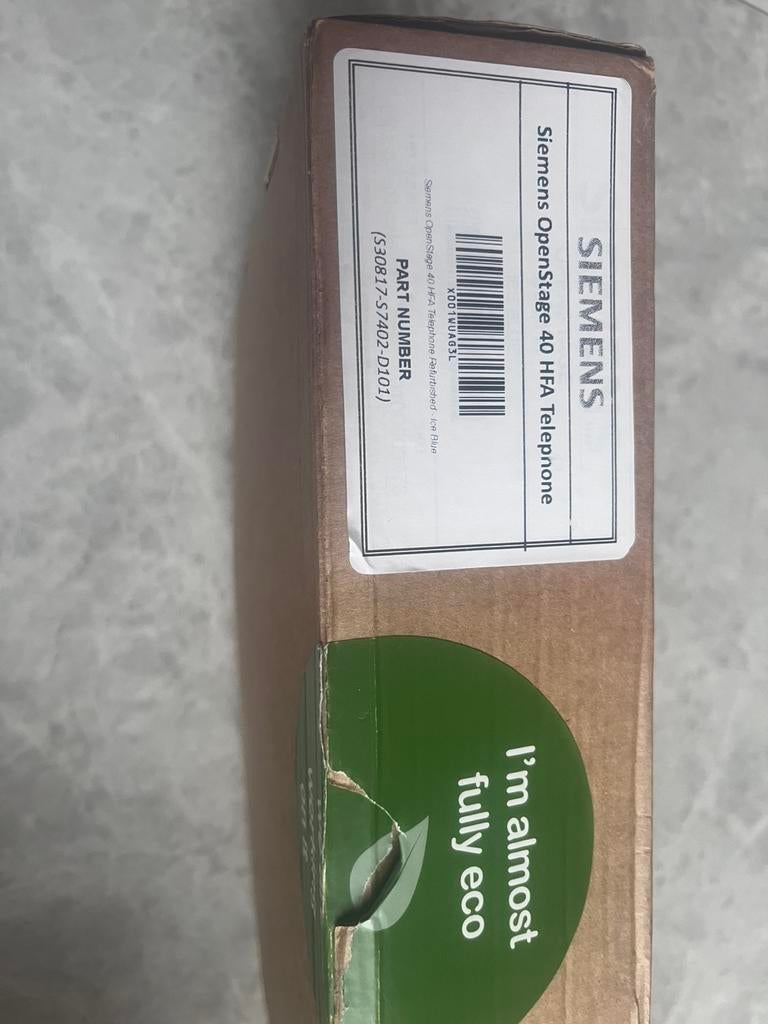 SIEMENS
Siemens OpenStage 40 HFA Telephone
X001WUAG3L
Siemens OpenStage 40 HFA Telephone Refurbished - Ice Blue
PART NUMBER
(S30817-S7402-D101)
I'm almost
fully eco